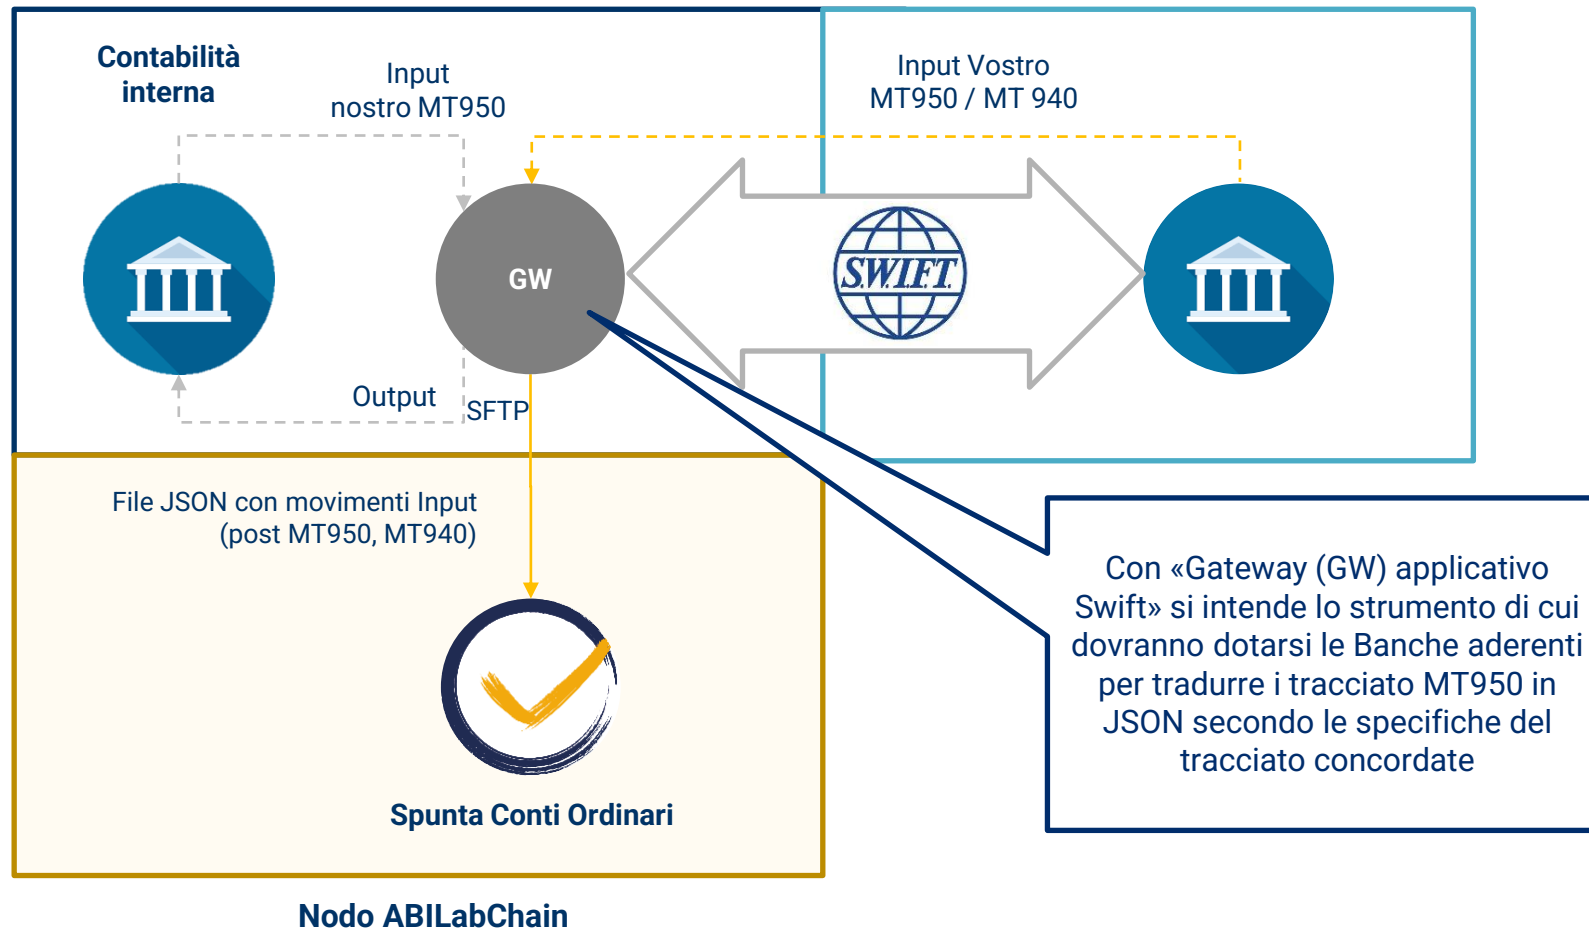 Contabilità
interna
Input
nostro MT950
Input Vostro
MT950 / MT 940
GW
S.W.I.F.T.
Output
SFTP
File JSON con movimenti Input
(post MT950, MT940)
Con «Gateway (GW) applicativo
Swift» si intende lo strumento di cui
dovranno dotarsi le Banche aderenti
per tradurre i tracciato MT950 in
JSON secondo le specifiche del
tracciato concordate
Spunta Conti Ordinari
Nodo ABILabChain